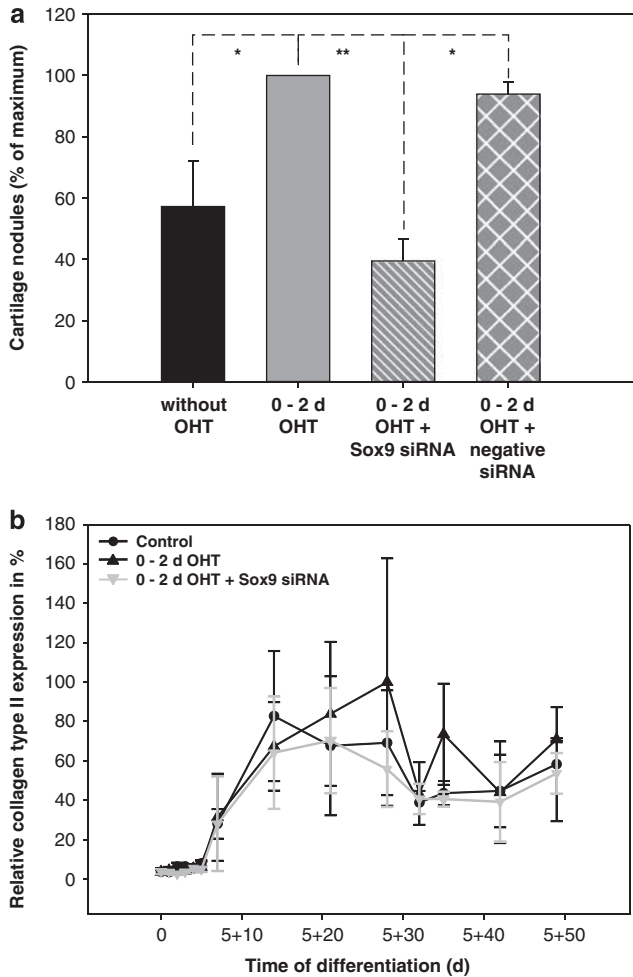 a
Cartilage nodules (% of maximum)
120
100
80
60
40
20
0
*
**
*
without
OHT
0 - 2 d
OHT
0 - 2 d
OHT +
Sox9 siRNA
0 - 2 d
OHT +
negative
siRNA
b
Relative collagen type II expression in %
180
160
140
120
100
80
60
40
20
0
Control
0 - 2 d OHT
0 - 2 d OHT + Sox9 siRNA
0
5+10
5+20
5+30
5+40
5+50
Time of differentiation (d)